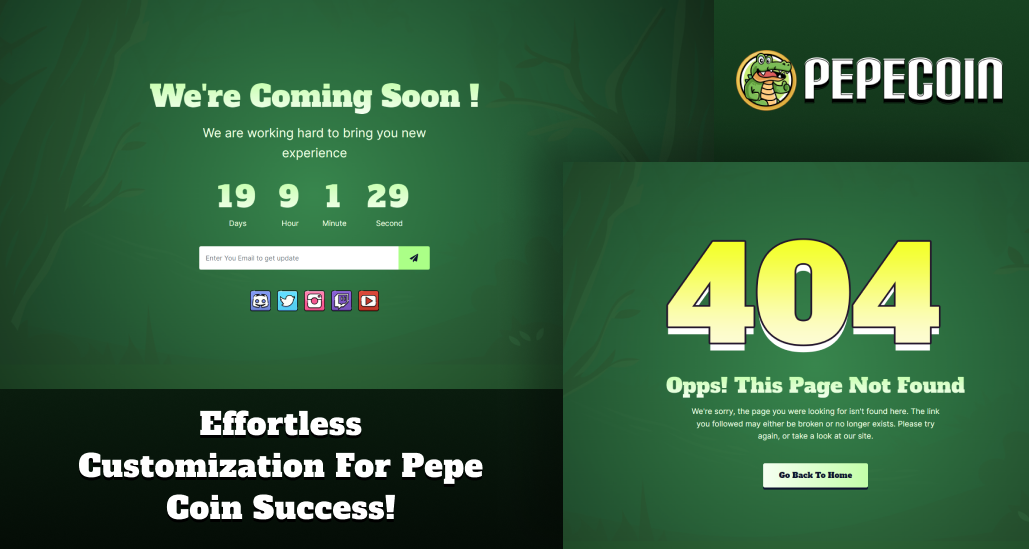 We're Coming Soon !
We are working hard to bring you new
experience
19 9 1 29
Days Hour Minute Second
Enter You Email to get update
PEPECOIN
404
Opps! This Page Not Found
We're sorry, the page you were looking for isn't found here. The link
you followed may either be broken or no longer exists. Please try
again, or take a look at our site.
Go Back To Home
Effortless
Customization For Pepe
Coin Success!